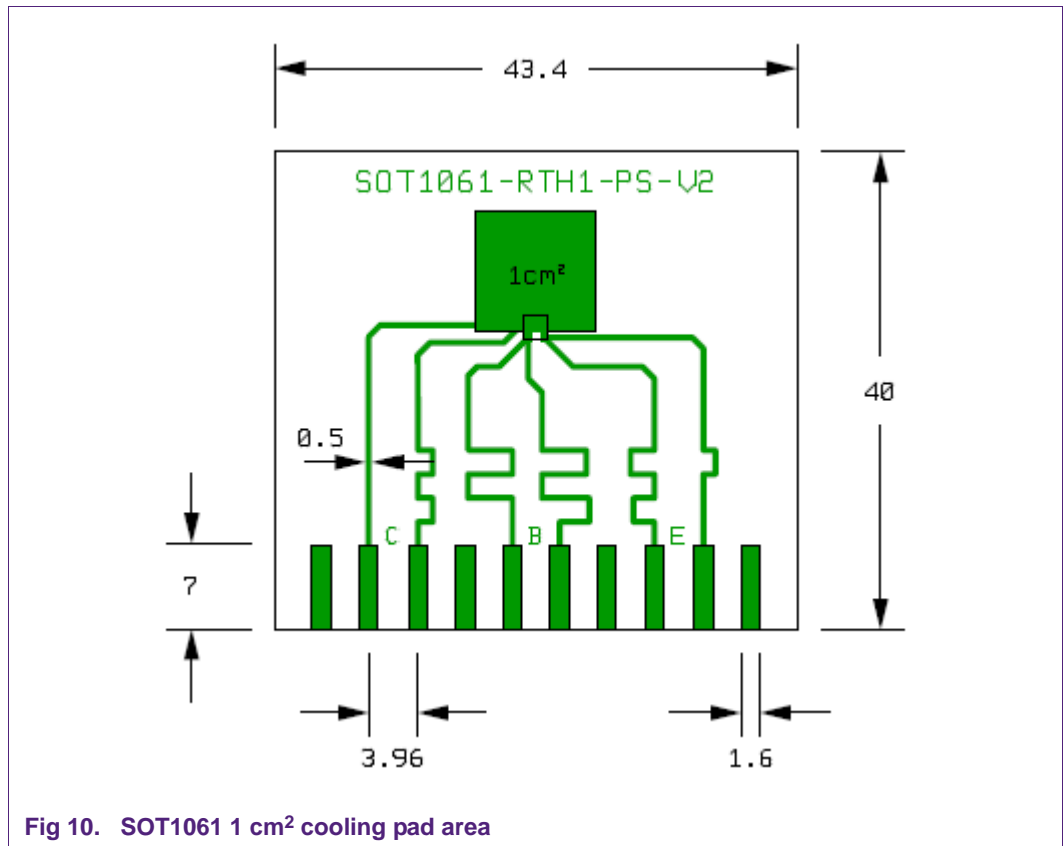 43.4
SOT1061-RTH1-PS-V2
1cm²
40
0.5
C B E
7
3.96 1.6
Fig 10. SOT1061 1 cm² cooling pad area